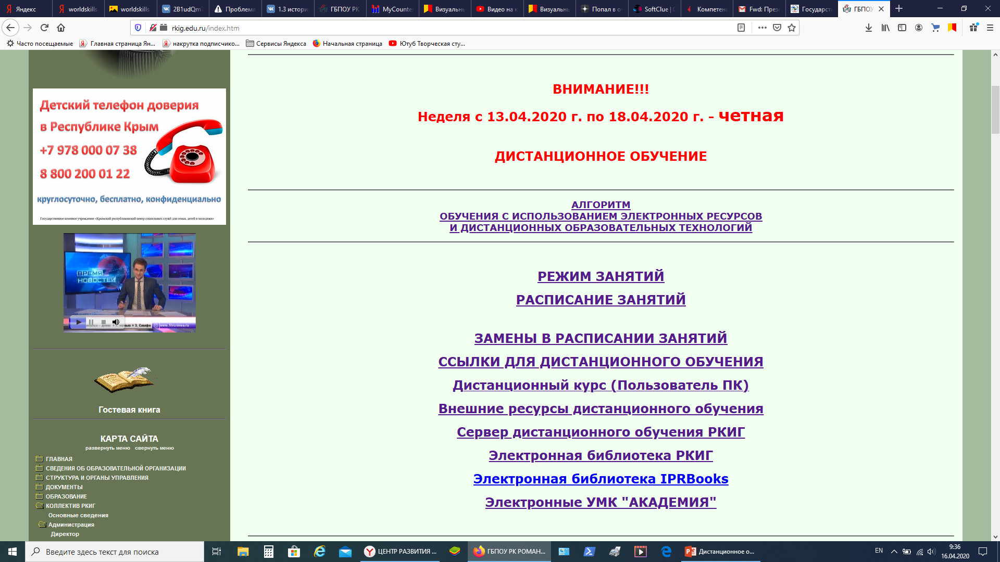 Яндекс
worldskills
worldskills
2B1udQm7
Проблема
1.3 истори
ГБПОУ РК
MyCounte
Визуальн
Видео на к
Визуальн
Попал в о
SoftClue | 
Компетен
Fwd: През
Государст
ГБПОУ
rkig.edu.ru/index.htm
Часто посещаемые
Главная страница Ян...
накрутка подписчико...
Сервисы Яндекса
Начальная страница
Ютуб Творческая сту...
Детский телефон доверия
в Республике Крым
+7 978 000 07 38
8 800 200 01 22
круглосуточно, бесплатно, конфиденциально
Государственное казенное учреждение «Крымский республиканский центр социальных служб для семьи, детей и молодежи»
ВРЕМЯ
НОВОСТЕЙ
www.1tvcrimea.ru
Гостевая книга
КАРТА САЙТА
развернуть меню свернуть меню
ГЛАВНАЯ
СВЕДЕНИЯ ОБ ОБРАЗОВАТЕЛЬНОЙ ОРГАНИЗАЦИИ
СТРУКТУРА И ОРГАНЫ УПРАВЛЕНИЯ
ДОКУМЕНТЫ
ОБРАЗОВАНИЕ
КОЛЛЕКТИВ РКИГ
Основные сведения
Администрация
Директор
ВНИМАНИЕ!!!
Неделя с 13.04.2020 г. по 18.04.2020 г. - четная
ДИСТАНЦИОННОЕ ОБУЧЕНИЕ
АЛГОРИТМ
ОБУЧЕНИЯ С ИСПОЛЬЗОВАНИЕМ ЭЛЕКТРОННЫХ РЕСУРСОВ
И ДИСТАНЦИОННЫХ ОБРАЗОВАТЕЛЬНЫХ ТЕХНОЛОГИЙ
РЕЖИМ ЗАНЯТИЙ
РАСПИСАНИЕ ЗАНЯТИЙ
ЗАМЕНЫ В РАСПИСАНИИ ЗАНЯТИЙ
ССЫЛКИ ДЛЯ ДИСТАНЦИОННОГО ОБУЧЕНИЯ
Дистанционный курс (Пользователь ПК)
Внешние ресурсы дистанционного обучения
Сервер дистанционного обучения РКИГ
Электронная библиотека РКИГ
Электронная библиотека IPRBooks
Электронные УМК "АКАДЕМИЯ"
Введите здесь текст для поиска
ЦЕНТР РАЗВИТИЯ ...
ГБПОУ РК РОМАН...
Дистанционное о...
EN
9:36
16.04.2020